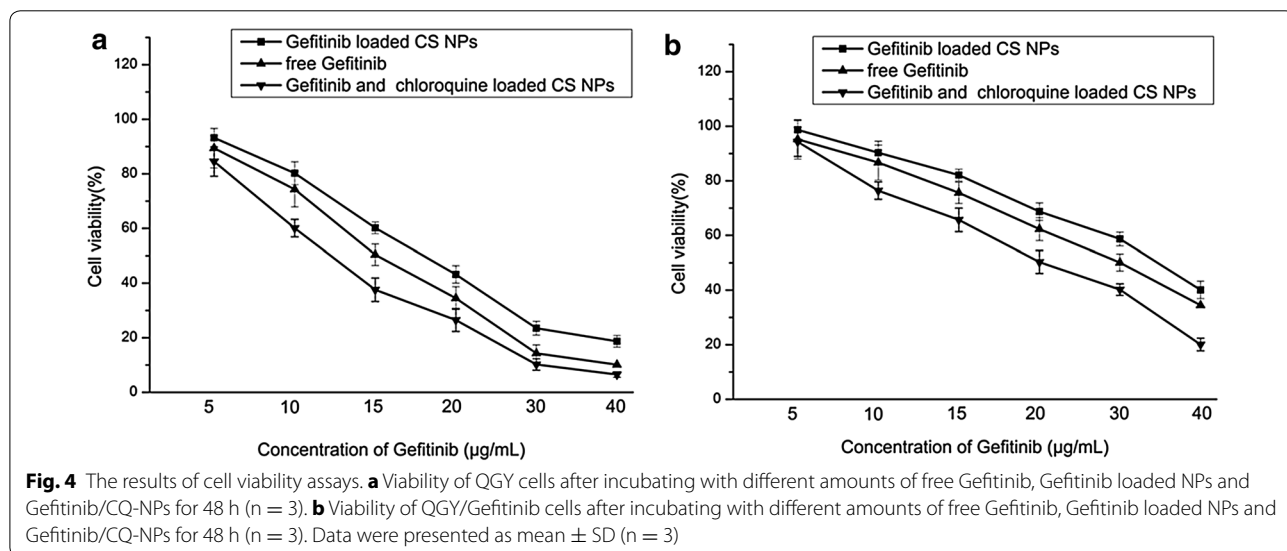 a
Gefitinib loaded CS NPs
free Gefitinib
Gefitinib and chloroquine loaded CS NPs
120
100
80
60
40
20
0
Cell viability(%)
5 10 15 20 30 40
Concentration of Gefitinib (µg/mL)
b
Gefitinib loaded CS NPs
free Gefitinib
Gefitinib and chloroquine loaded CS NPs
120
100
80
60
40
20
0
Cell viability(%)
5 10 15 20 30 40
Concentration of Gefitinib (µg/mL)
Fig. 4 The results of cell viability assays. a Viability of QGY cells after incubating with different amounts of free Gefitinib, Gefitinib loaded NPs and
Gefitinib/CQ-NPs for 48 h (n = 3). b Viability of QGY/Gefitinib cells after incubating with different amounts of free Gefitinib, Gefitinib loaded NPs and
Gefitinib/CQ-NPs for 48 h (n = 3). Data were presented as mean ± SD (n = 3)